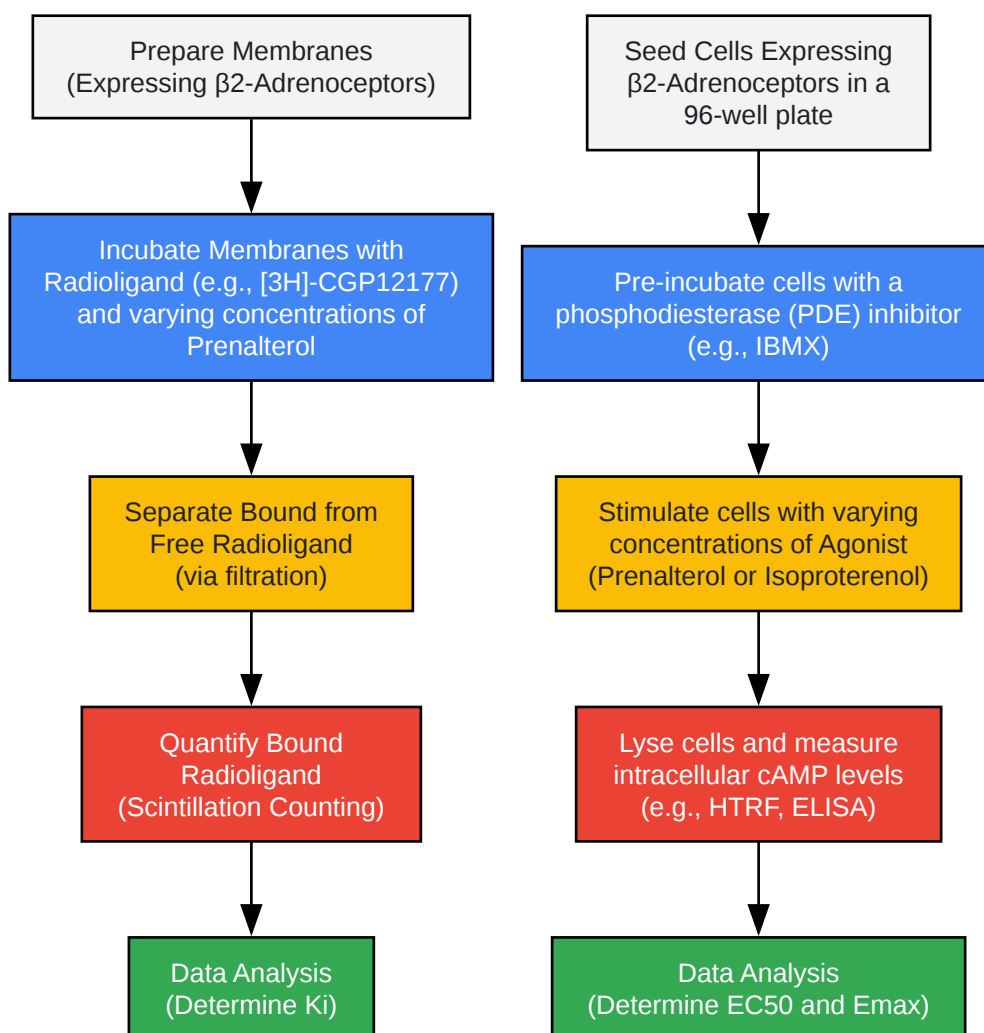 Prepare Membranes
(Expressing β2-Adrenoceptors)
Incubate Membranes with
Radioligand (e.g., [3H]-CGP12177)
and varying concentrations of
Prenalterol
Separate Bound from
Free Radioligand
(via filtration)
Quantify Bound
Radioligand
(Scintillation Counting)
Data Analysis
(Determine Ki)
Seed Cells Expressing
β2-Adrenoceptors in a
96-well plate
Pre-incubate cells with a
phosphodiesterase (PDE) inhibitor
(e.g., IBMX)
Stimulate cells with varying
concentrations of Agonist
(Prenalterol or Isoproterenol)
Lyse cells and measure
intracellular cAMP levels
(e.g., HTRF, ELISA)
Data Analysis
(Determine EC50 and Emax)